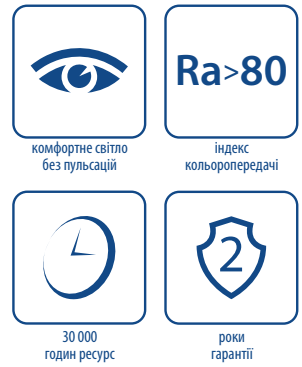 Ra>80
комфортне світло
без пульсацій
індекс
кольоропередачі
2
30 000
годин ресурс
роки
гарантії